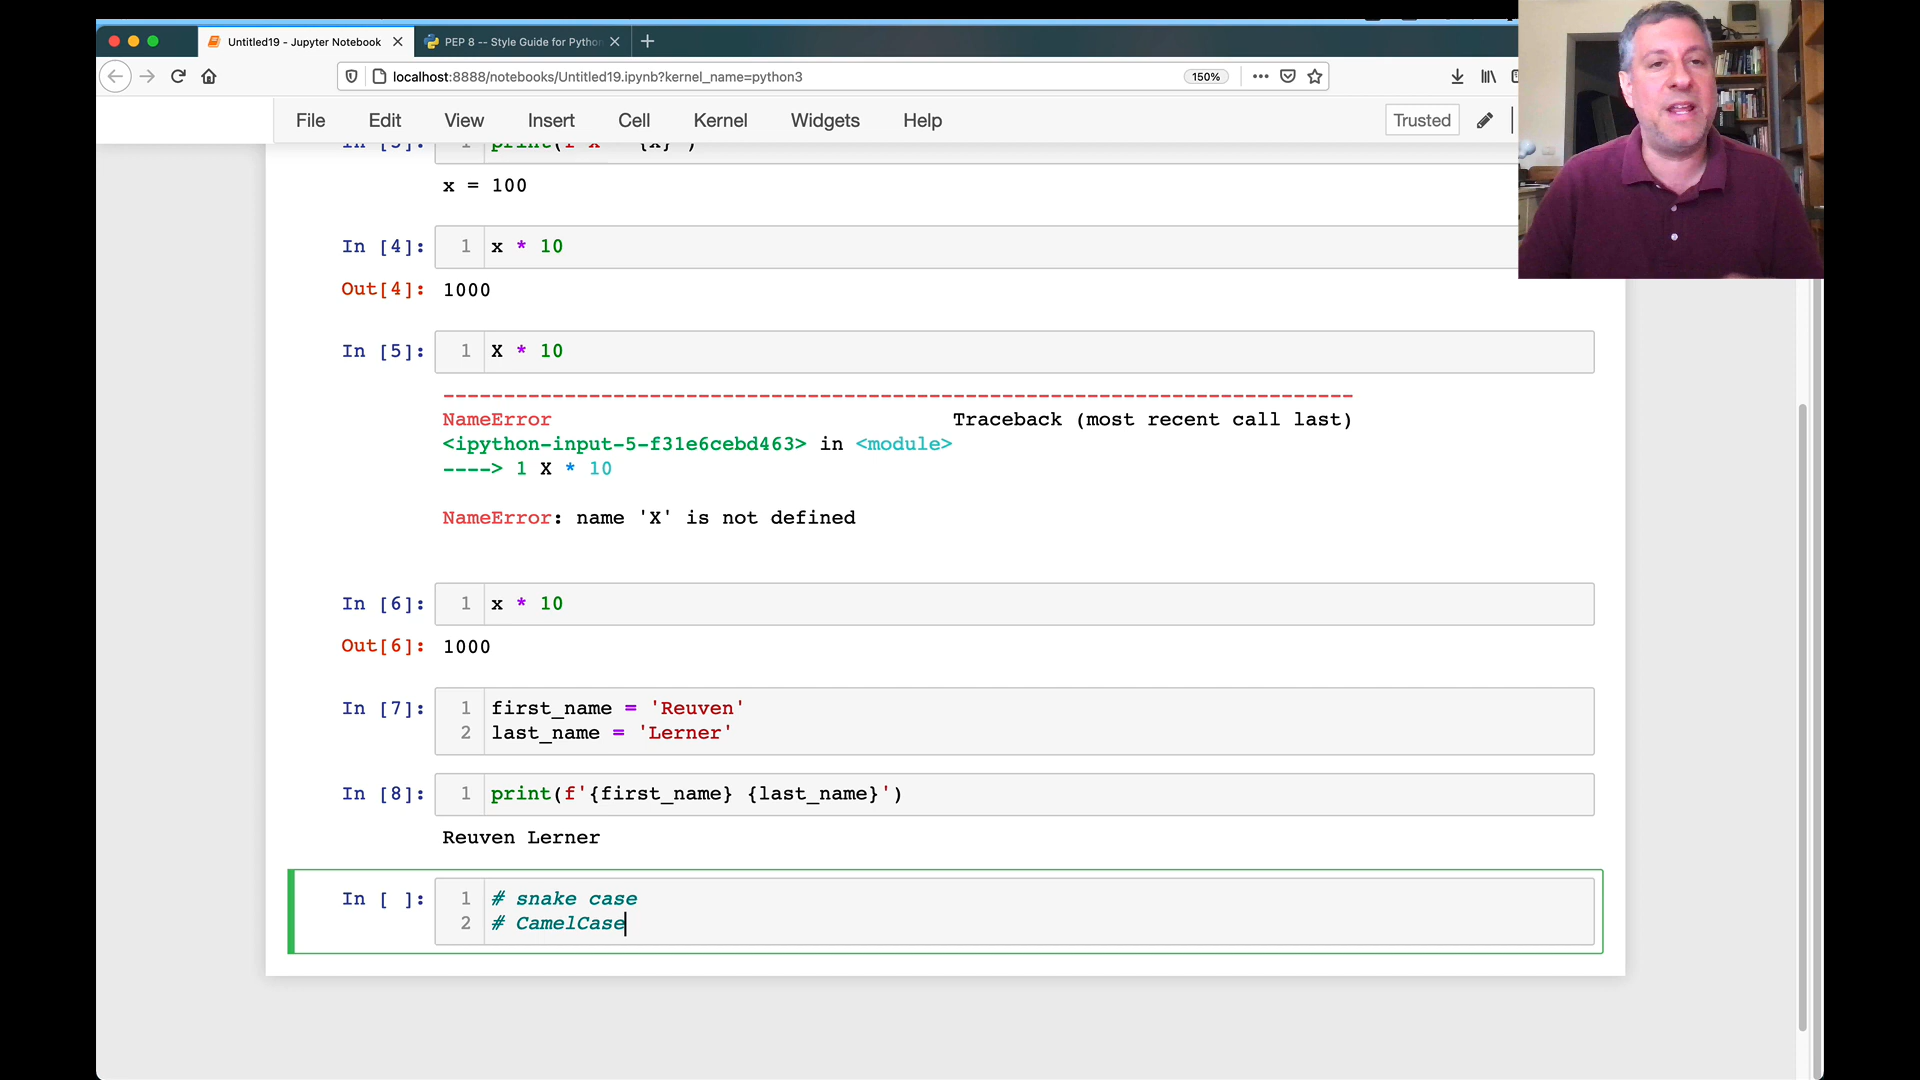 Untitled19 - Jupyter Notebook
PEP 8 -- Style Guide for Python
localhost:8888/notebooks/Untitled19.ipynb?kernel_name=python3
150%
File Edit View Insert Cell Kernel Widgets Help
Trusted
x = 100
In [4]: 1 x * 10
Out[4]: 1000
In [5]: 1 X * 10
---------------------------------------------------------------------------
NameError Traceback (most recent call last)
<ipython-input-5-f31e6cebd463> in <module>
----> 1 X * 10
NameError: name 'X' is not defined
In [6]: 1 x * 10
Out[6]: 1000
In [7]: 1 first_name = 'Reuven'
2 last_name = 'Lerner'
In [8]: 1 print(f'{first_name} {last_name}')
Reuven Lerner
In [ ]: 1 # snake case
2 # CamelCase